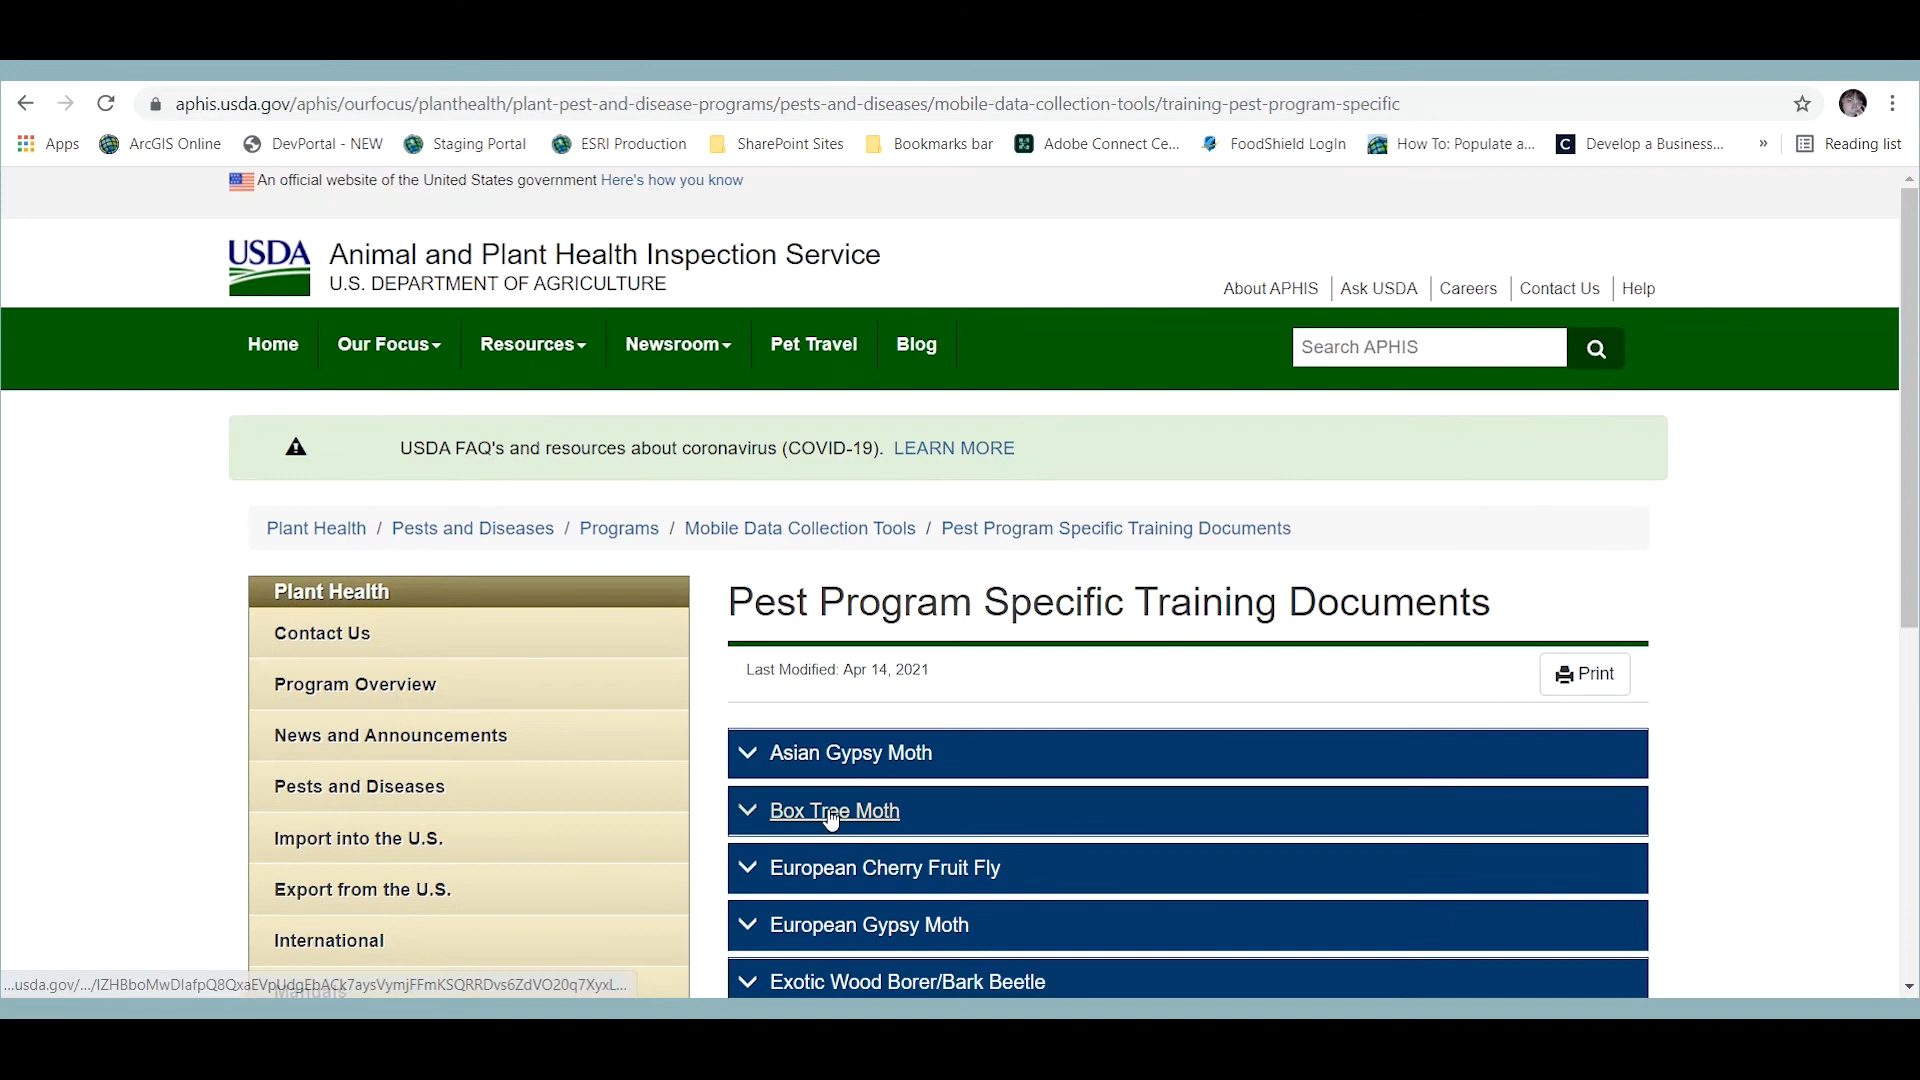 aphis.usda.gov/aphis/ourfocus/planthealth/plant-pest-and-disease-programs/pests-and-diseases/mobile-data-collection-tools/training-pest-program-specific
Apps ArcGIS Online DevPortal - NEW Staging Portal ESRI Production SharePoint Sites Bookmarks bar Adobe Connect Ce... FoodShield LogIn How To: Populate a... C Develop a Business... » Reading list
An official website of the United States government Here's how you know
USDA Animal and Plant Health Inspection Service
U.S. DEPARTMENT OF AGRICULTURE
About APHIS Ask USDA Careers Contact Us Help
Home Our Focus Resources Newsroom Pet Travel Blog Search APHIS
USDA FAQ's and resources about coronavirus (COVID-19). LEARN MORE
Plant Health / Pests and Diseases / Programs / Mobile Data Collection Tools / Pest Program Specific Training Documents
Plant Health
Contact Us
Program Overview
News and Announcements
Pests and Diseases
Import into the U.S.
Export from the U.S.
International
Manuals
Pest Program Specific Training Documents
Last Modified: Apr 14, 2021
Print
Asian Gypsy Moth
Box Tree Moth
European Cherry Fruit Fly
European Gypsy Moth
Exotic Wood Borer/Bark Beetle